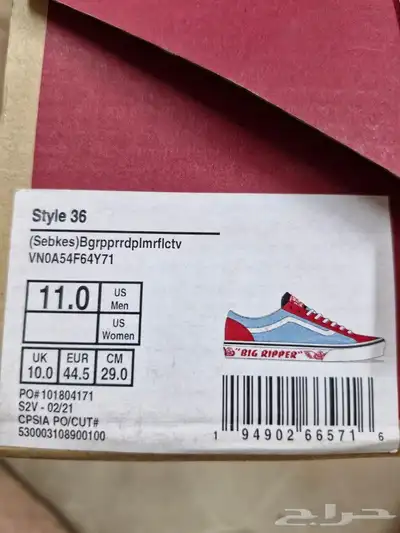 Style 36
(Sebkes)Bgrpprrdplmrflctv
VN0A54F64Y71
11.0
US
Men
US
Women
UK
10.0
EUR
44.5
CM
29.0
"BIG RIPPER"
PO# 101804171
S2V - 02/21
CPSIA PO/CUT#
530003108900100
1 94902 66571 6
حراج